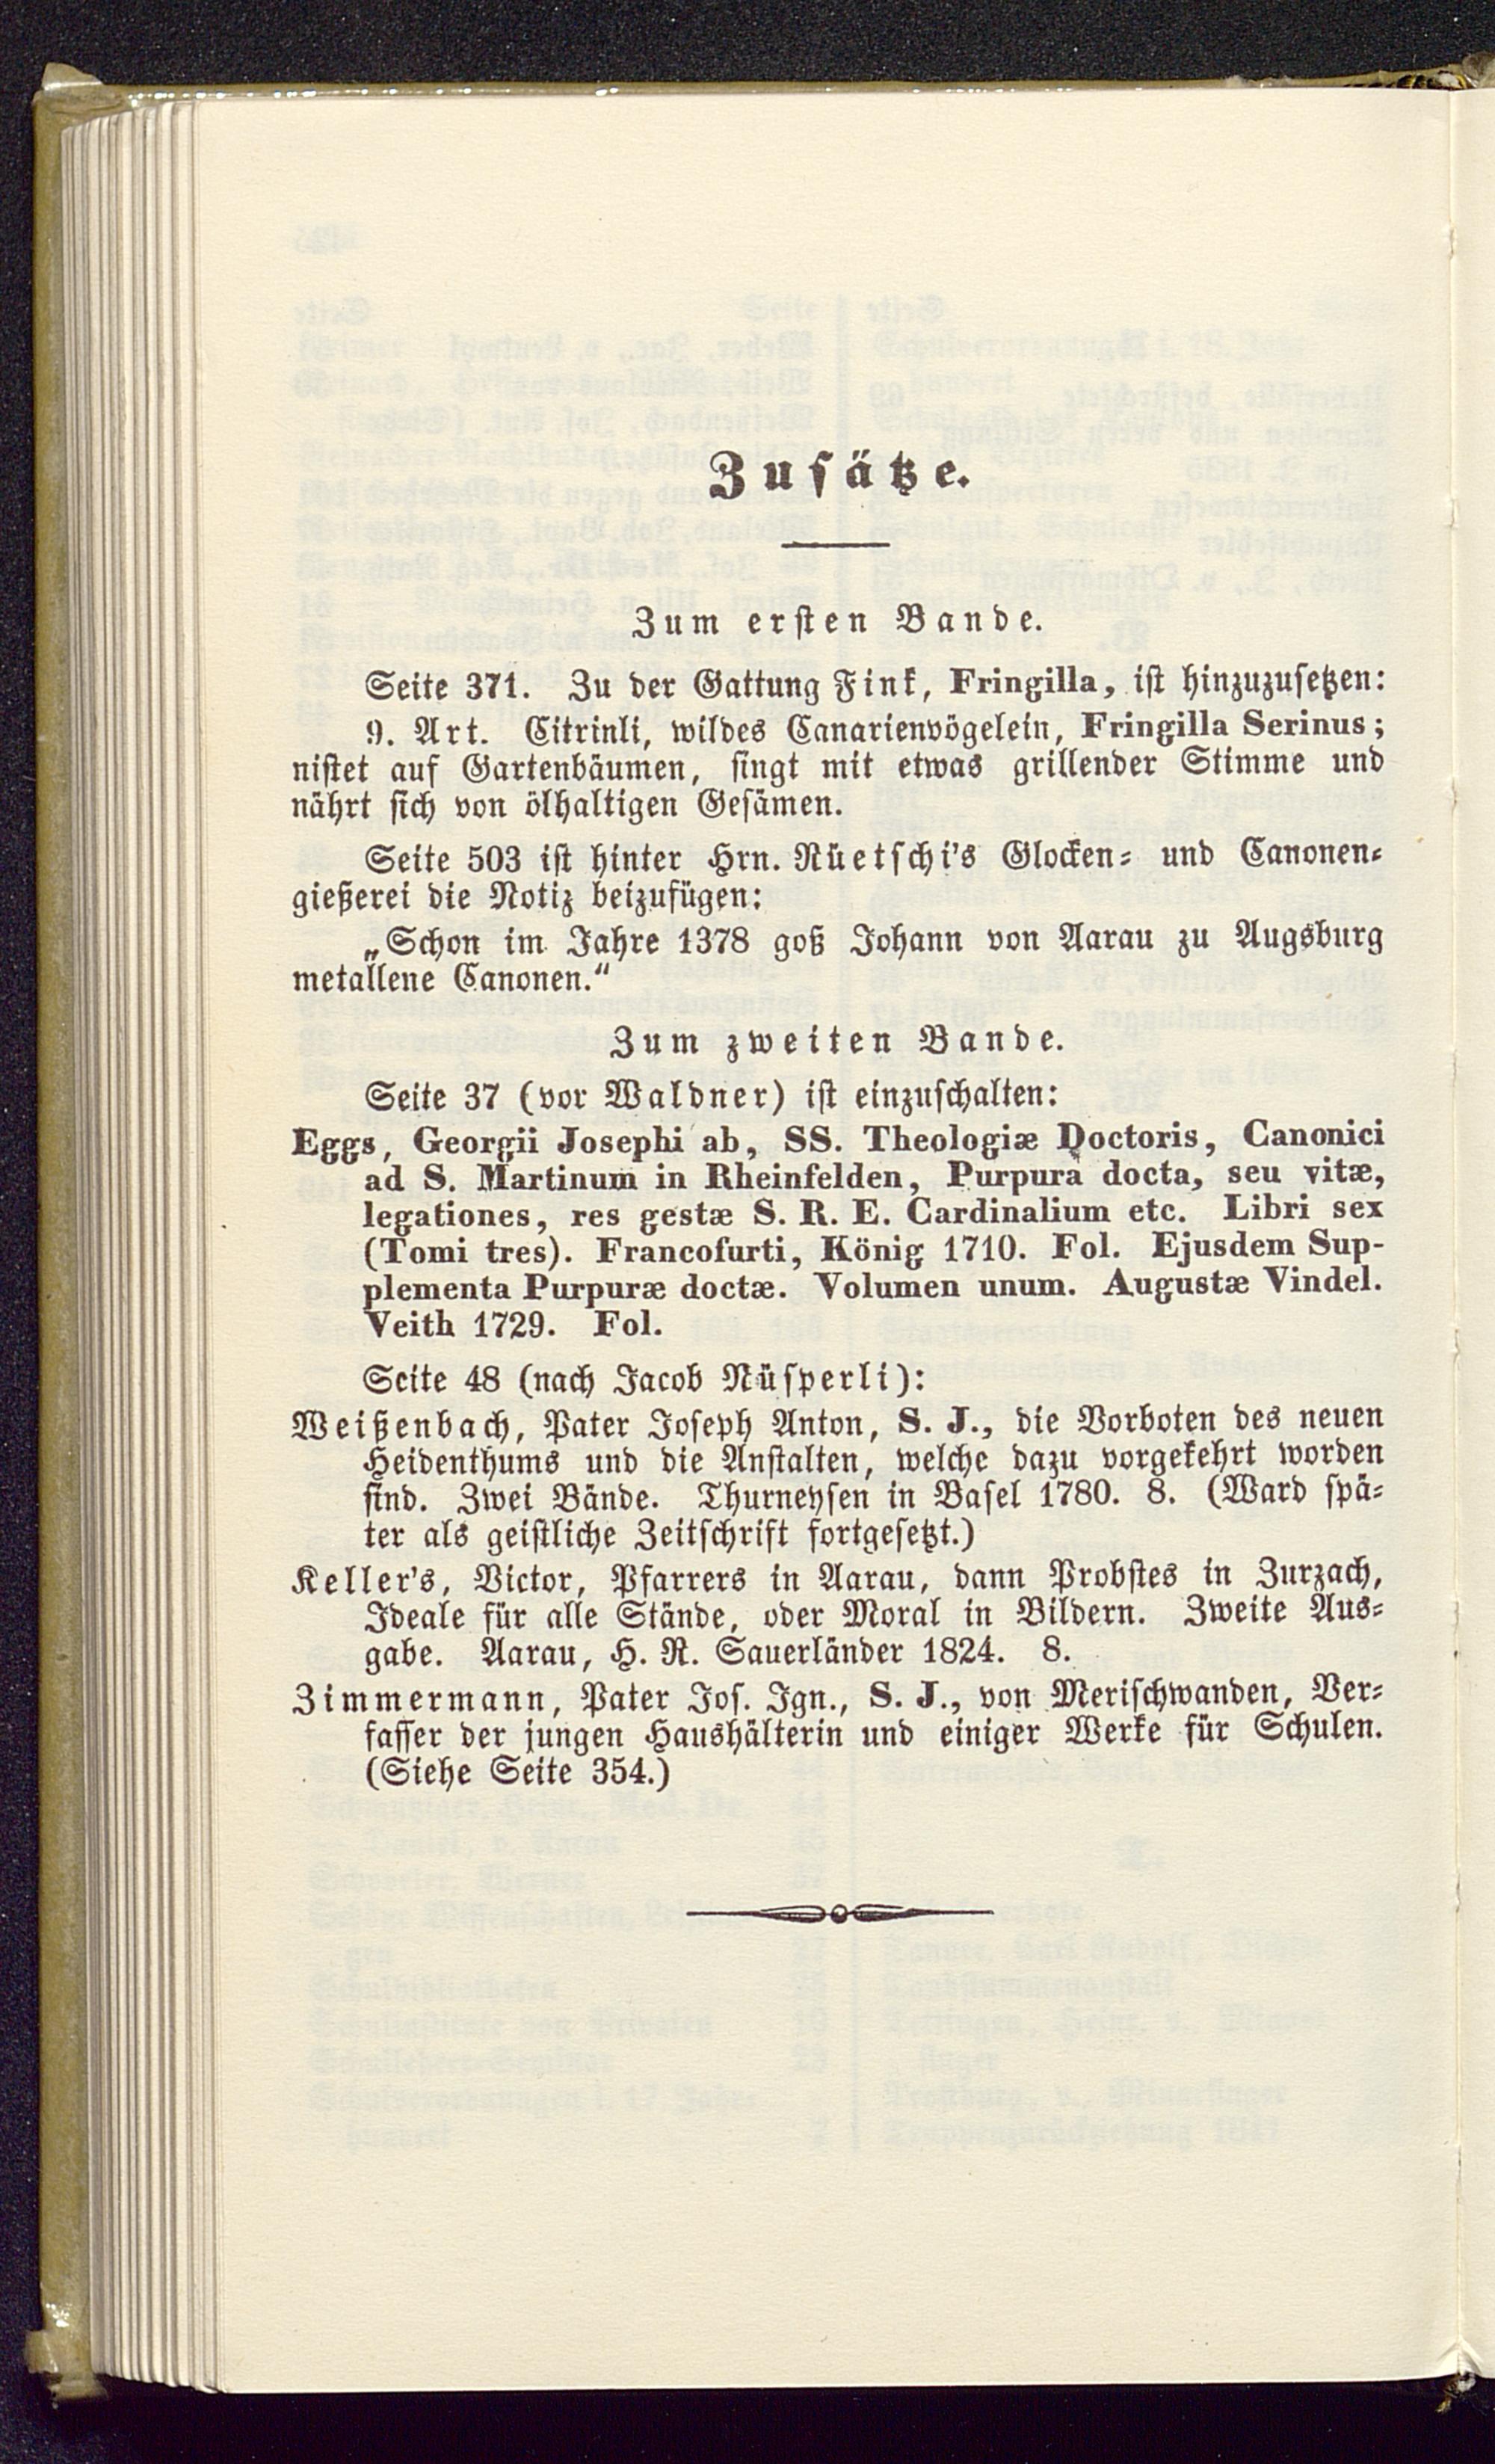 Zusätze.
Zum ersten Bande.
Seite 371. Zu der Gattung Fink, Fringilla, ist hinzuzusetzen:
9. Art. Citrinli, wildes Canarienvögelein, Fringilla Serinus;
nistet auf Gartenbäumen, singt mit etwas grillender Stimme und
nährt sich von ölhaltigen Gesämen.
Seite 503 ist hinter Hrn. Rüetschi's Glocken- und Canonen-
gießerei die Notiz beizufügen:
„Schon im Jahre 1378 goß Johann von Aarau zu Augsburg
metallene Canonen."
Zum zweiten Bande.
Seite 37 (vor Waldner) ist einzuschalten:
Eggs, Georgii Josephi ab, SS. Theologiæ Doctoris, Canonici
ad S. Martinum in Rheinfelden, Purpura docta, seu vitæ,
legationes, res gestæ S. R. E. Cardinalium etc. Libri sex
(Tomi tres). Francofurti, König 1710. Fol. Ejusdem Sup-
plementa Purpuræ doctæ. Volumen unum. Augustæ Vindel.
Veith 1729. Fol.
Seite 48 (nach Jacob Nüsperli):
Weißenbach, Pater Joseph Anton, S. J., die Vorboten des neuen
Heidenthums und die Anstalten, welche dazu vorgekehrt worden
sind. Zwei Bände. Thurneysen in Basel 1780. 8. (Ward spä-
ter als geistliche Zeitschrift fortgesetzt.)
Keller's, Victor, Pfarrers in Aarau, dann Probstes in Zurzach,
Ideale für alle Stände, oder Moral in Bildern. Zweite Aus-
gabe. Aarau, H. R. Sauerländer 1824. 8.
Zimmermann, Pater Jos. Ign., S. J., von Merischwanden, Ver-
fasser der jungen Haushälterin und einiger Werke für Schulen.
(Siehe Seite 354.)